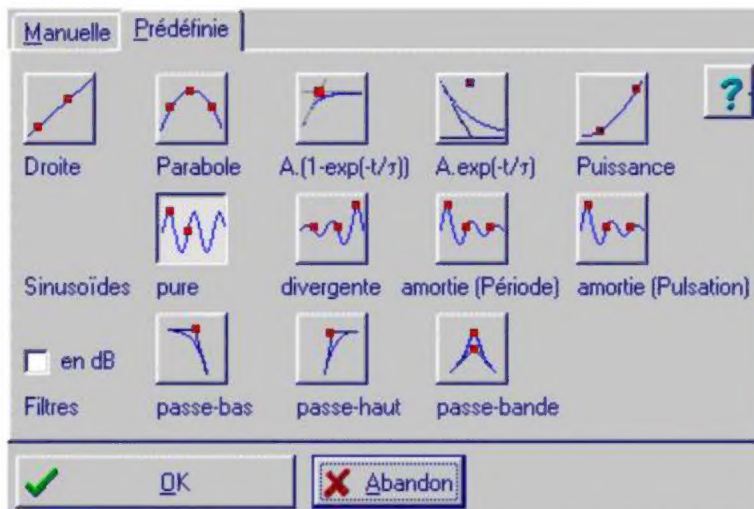 Manuelle Prédéfinie
?
Droite Parabole A.(1-exp(-t/τ)) A.exp(-t/τ) Puissance
Sinusoïdes pure divergente amortie (Période) amortie (Pulsation)
en dB
Filtres passe-bas passe-haut passe-bande
OK Abandon